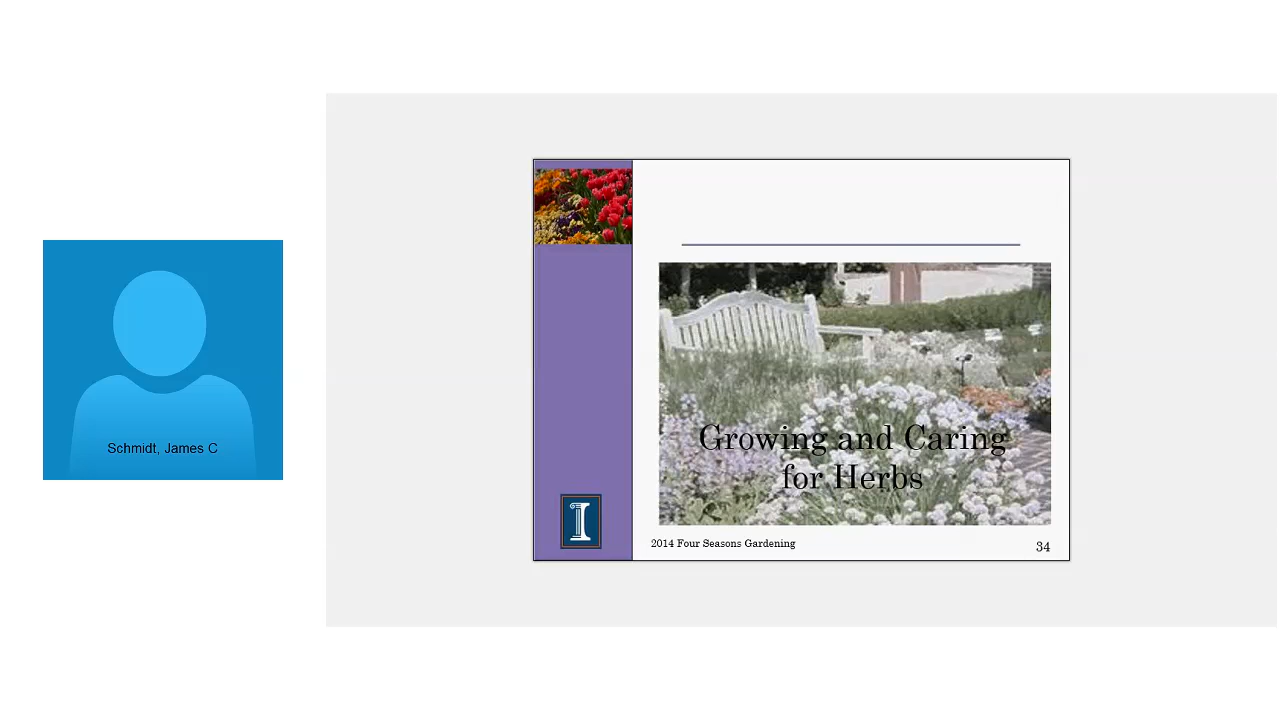 Schmidt, James C
Growing and Caring
for Herbs
2014 Four Seasons Gardening
34